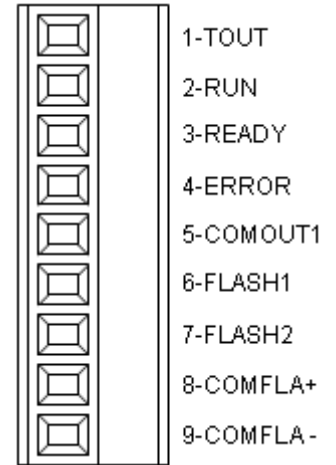 1-TOUT
2-RUN
3-READY
4-ERROR
5-COMOUT1
6-FLASH1
7-FLASH2
8-COMFLA+
9-COMFLA-